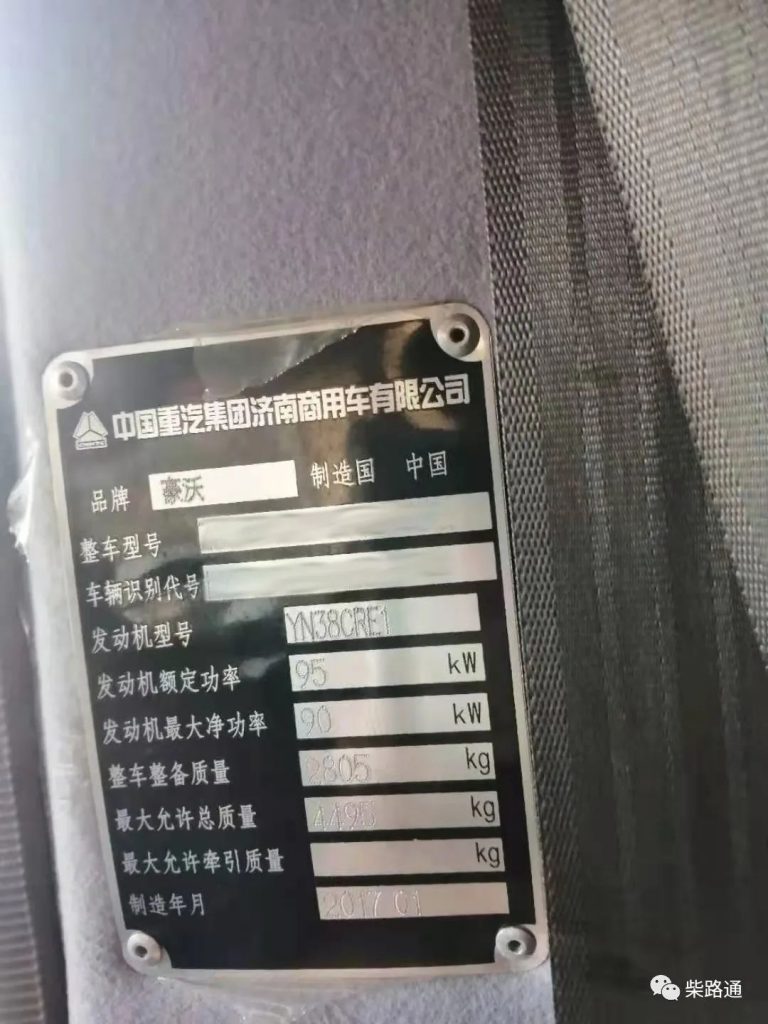 中国重汽集团济南商用车有限公司
品牌 豪沃 制造国 中国
整车型号
车辆识别代号
发动机型号 YN38CRE1
发动机额定功率 95 kW
发动机最大净功率 90 kW
整车整备质量 2805 kg
最大允许总质量 4495 kg
最大允许牵引质量 kg
制造年月 2017 01
柴路通